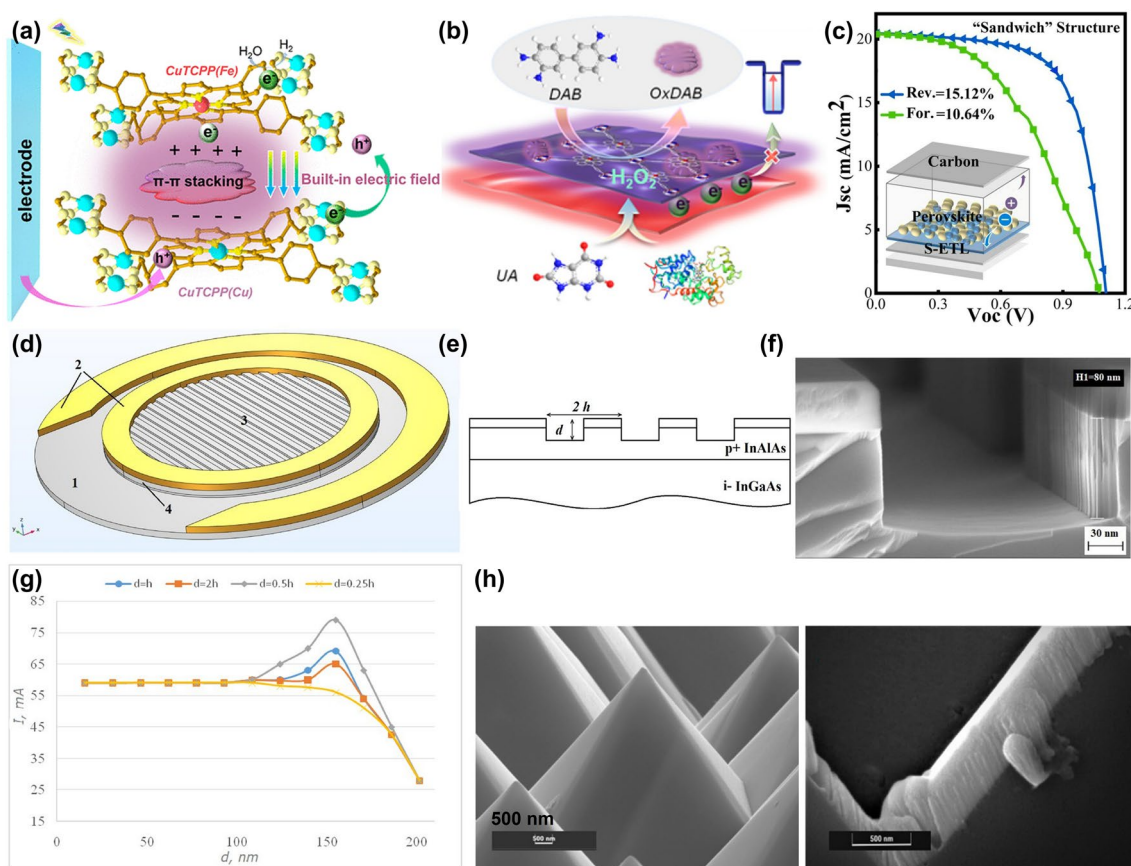 (a)
H₂O
H₂
CuTCPP(Fe)
e⁻
e⁻
+ + + +
π-π stacking
- - - -
Built-in electric field
h⁺
e⁻
h⁺
CuTCPP(Cu)
electrode
(b)
DAB
OxDAB
H₂O₂
e⁻
e⁻
e⁻
UA
(c)
"Sandwich" Structure
Rev.=15.12%
For.=10.64%
Carbon
Perovskite
+
−
S-ETL
20
15
10
5
0
0.0
0.3
0.6
0.9
1.2
Jsc (mA/cm²)
Voc (V)
(d)
2
3
1
4
z
y
x
(e)
2 h
d
p+ InAlAs
i- InGaAs
(f)
H1=80 nm
30 nm
(g)
d=h
d=2h
d=0.5h
d=0.25h
85
75
65
55
45
35
25
15
0
50
100
150
200
I, mA
d, nm
(h)
500 nm
500 nm
500 nm